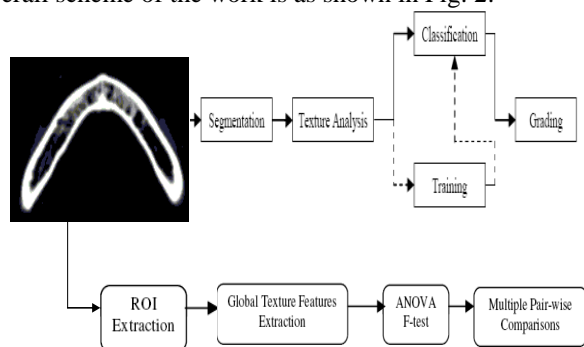 erall scheme of the work is as shown in Fig. 2.
Classification
Segmentation
Texture Analysis
Grading
Training
ROI
Extraction
Global Texture Features
Extraction
ANOVA
F-test
Multiple Pair-wise
Comparisons